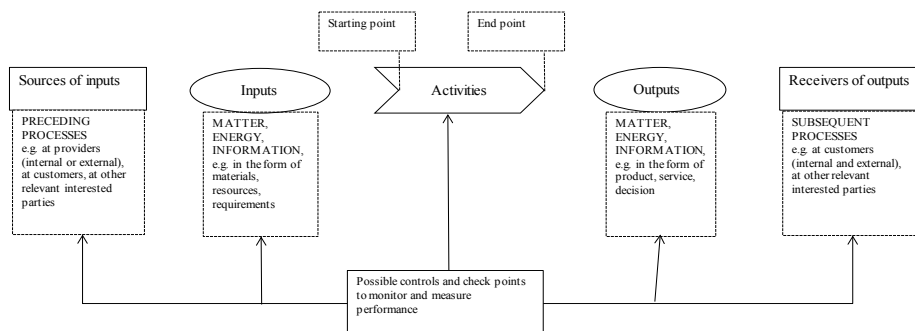 Starting point
End point
Sources of inputs
Inputs
Activities
Outputs
Receivers of outputs
PRECEDING
PROCESSES
e.g. at providers
(internal or external),
at customers, at other
relevant interested
parties
MATTER,
ENERGY,
INFORMATION,
e.g. in the form of
materials,
resources,
requirements
MATTER,
ENERGY,
INFORMATION,
e.g. in the form of
product, service,
decision
SUBSEQUENT
PROCESSES
e.g. at customers
(internal and external),
at other relevant
interested parties
Possible controls and check points
to monitor and measure
performance